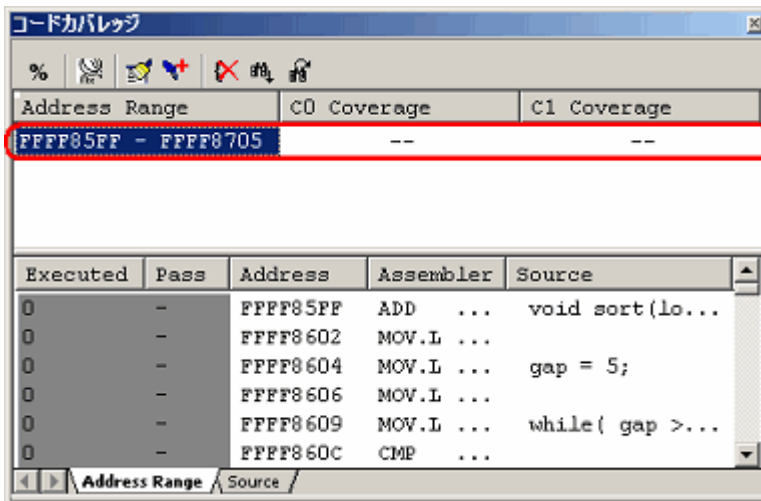 コードカバレッジ
%
Address Range C0 Coverage C1 Coverage
FFFF85FF - FFFF8705 -- --
Executed Pass Address Assembler Source
0 - FFFF85FF ADD ... void sort(lo...
0 - FFFF8602 MOV.L ...
0 - FFFF8604 MOV.L ... gap = 5;
0 - FFFF8606 MOV.L ...
0 - FFFF8609 MOV.L ... while( gap >...
0 - FFFF860C CMP ...
Address Range Source